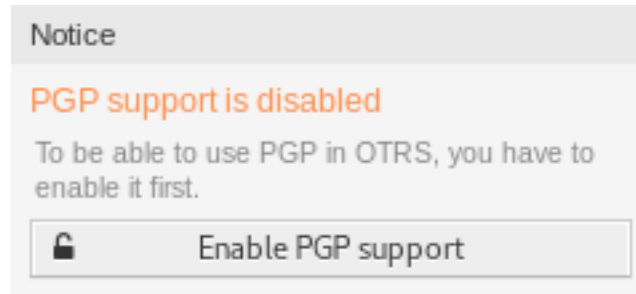 Notice
PGP support is disabled
To be able to use PGP in OTRS, you have to
enable it first.
Enable PGP support